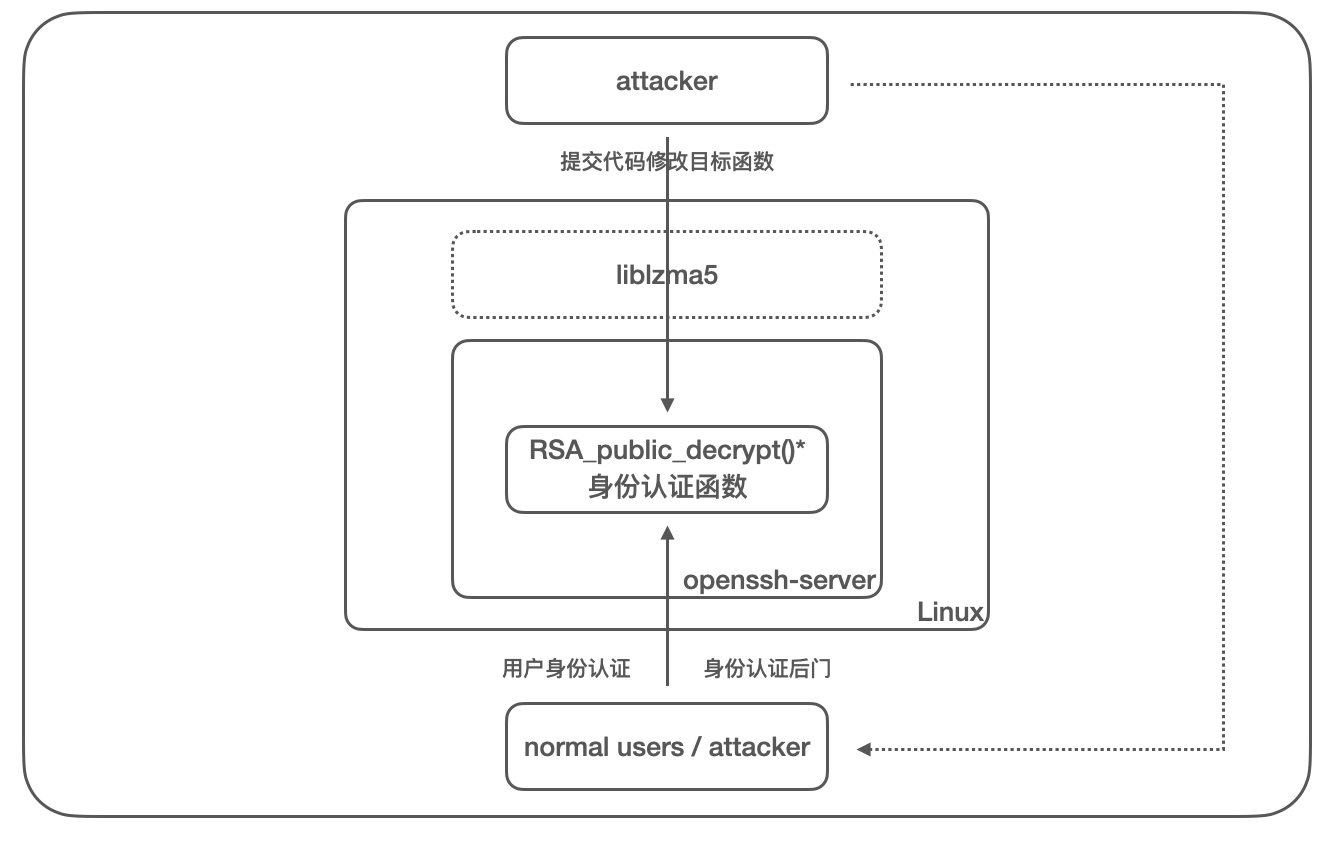 attacker
提交代码修改目标函数
liblzma5
RSA_public_decrypt()*
身份认证函数
openssh-server
Linux
用户身份认证
身份认证后门
normal users / attacker